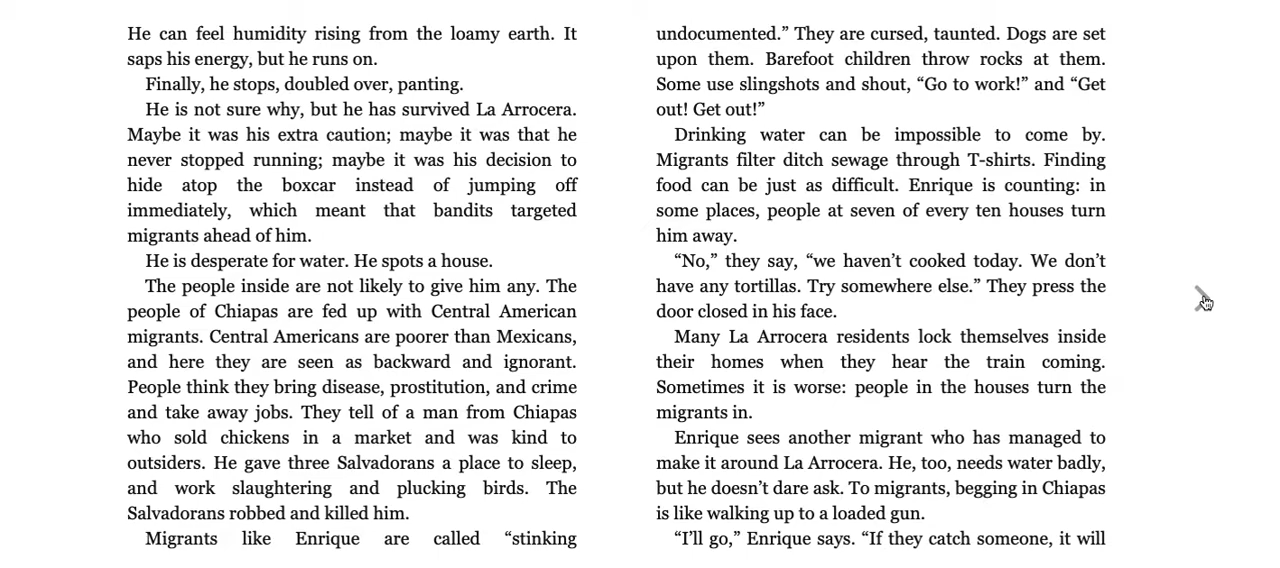 He can feel humidity rising from the loamy earth. It
saps his energy, but he runs on.
Finally, he stops, doubled over, panting.
He is not sure why, but he has survived La Arrocera.
Maybe it was his extra caution; maybe it was that he
never stopped running; maybe it was his decision to
hide atop the boxcar instead of jumping off
immediately, which meant that bandits targeted
migrants ahead of him.
He is desperate for water. He spots a house.
The people inside are not likely to give him any. The
people of Chiapas are fed up with Central American
migrants. Central Americans are poorer than Mexicans,
and here they are seen as backward and ignorant.
People think they bring disease, prostitution, and crime
and take away jobs. They tell of a man from Chiapas
who sold chickens in a market and was kind to
outsiders. He gave three Salvadorans a place to sleep,
and work slaughtering and plucking birds. The
Salvadorans robbed and killed him.
Migrants like Enrique are called “stinking
undocumented.” They are cursed, taunted. Dogs are set
upon them. Barefoot children throw rocks at them.
Some use slingshots and shout, “Go to work!” and “Get
out! Get out!”
Drinking water can be impossible to come by.
Migrants filter ditch sewage through T-shirts. Finding
food can be just as difficult. Enrique is counting: in
some places, people at seven of every ten houses turn
him away.
“No,” they say, “we haven’t cooked today. We don’t
have any tortillas. Try somewhere else.” They press the
door closed in his face.
Many La Arrocera residents lock themselves inside
their homes when they hear the train coming.
Sometimes it is worse: people in the houses turn the
migrants in.
Enrique sees another migrant who has managed to
make it around La Arrocera. He, too, needs water badly,
but he doesn’t dare ask. To migrants, begging in Chiapas
is like walking up to a loaded gun.
“I’ll go,” Enrique says. “If they catch someone, it will